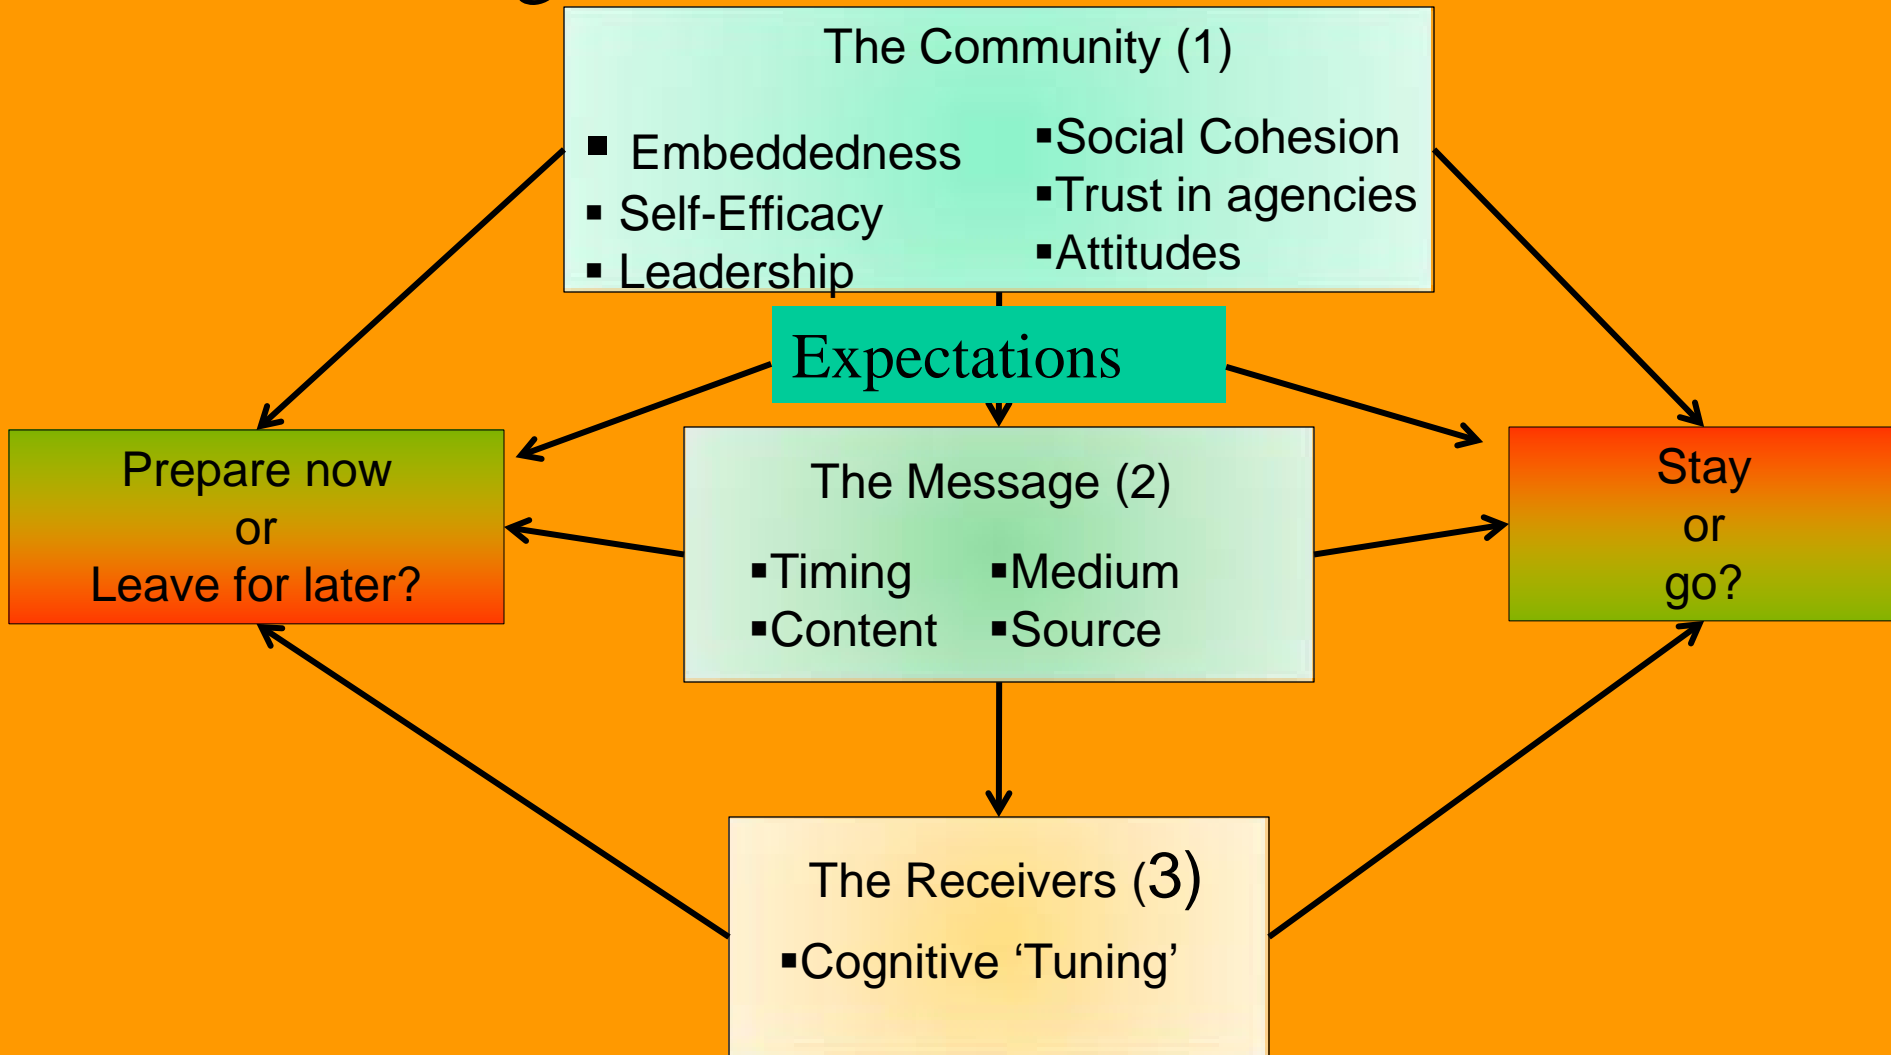 The Community (1)
▪ Embeddedness
▪ Self-Efficacy
▪ Leadership
▪Social Cohesion
▪Trust in agencies
▪Attitudes
Expectations
Prepare now
or
Leave for later?
The Message (2)
▪Timing
▪Content
▪Medium
▪Source
Stay
or
go?
The Receivers (3)
▪Cognitive ‘Tuning’